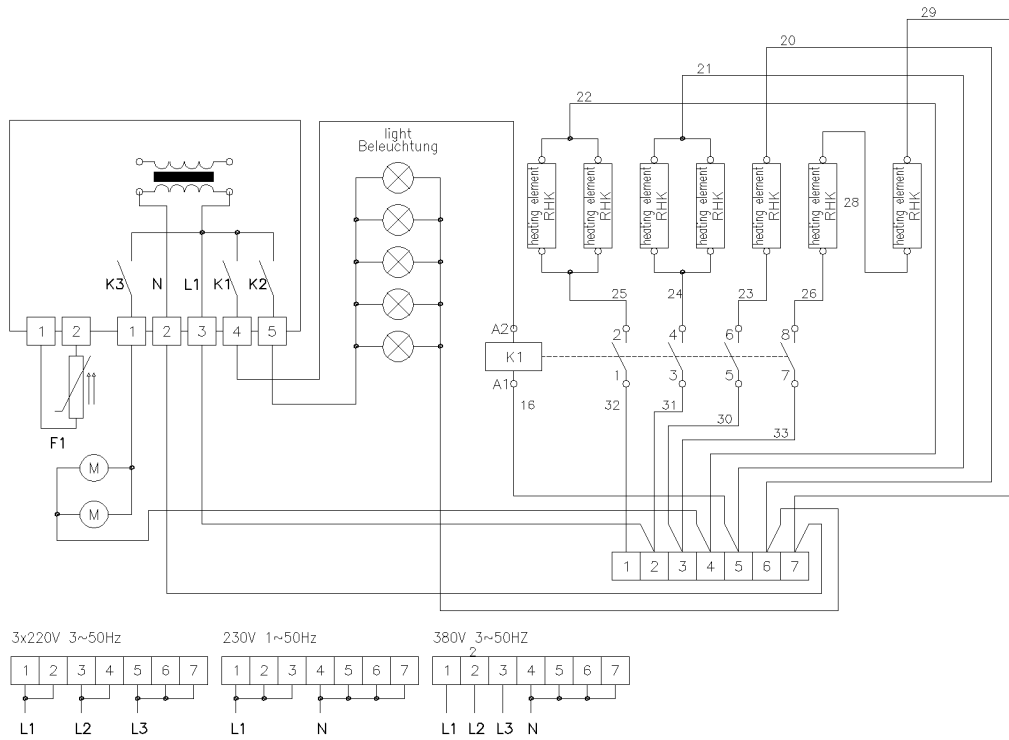 29
20
21
22
light
Beleuchtung
heating element
RHK
heating element
RHK
heating element
RHK
heating element
RHK
heating element
RHK
heating element
RHK
28
heating element
RHK
K3 N L1 K1 K2
25 24 23 26
1 2 1 2 3 4 5
A2 2 4 6 8
K1
A1 1 3 5 7
16 32 31
30
33
F1
M
M
1 2 3 4 5 6 7
3x220V 3~50Hz
1 2 3 4 5 6 7
L1 L2 L3
230V 1~50Hz
1 2 3 4 5 6 7
L1 N
380V 3~50HZ
2
1 2 3 4 5 6 7
L1 L2 L3 N